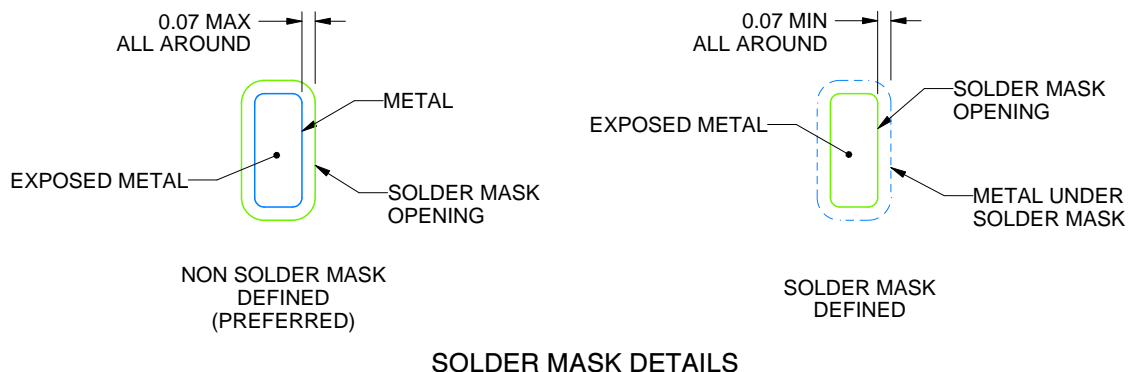 0.07 MAX
ALL AROUND
METAL
EXPOSED METAL
SOLDER MASK
OPENING
NON SOLDER MASK
DEFINED
(PREFERRED)
0.07 MIN
ALL AROUND
SOLDER MASK
OPENING
EXPOSED METAL
METAL UNDER
SOLDER MASK
SOLDER MASK
DEFINED
SOLDER MASK DETAILS